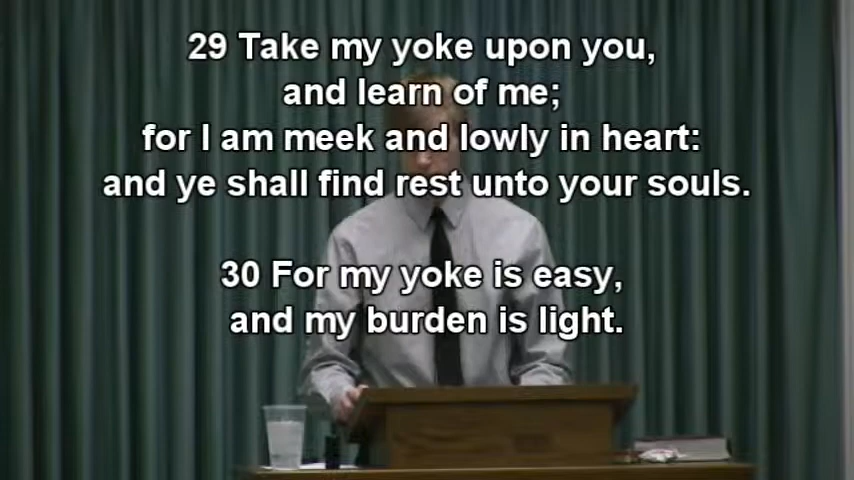 29 Take my yoke upon you,
and learn of me;
for I am meek and lowly in heart:
and ye shall find rest unto your souls.
30 For my yoke is easy,
and my burden is light.